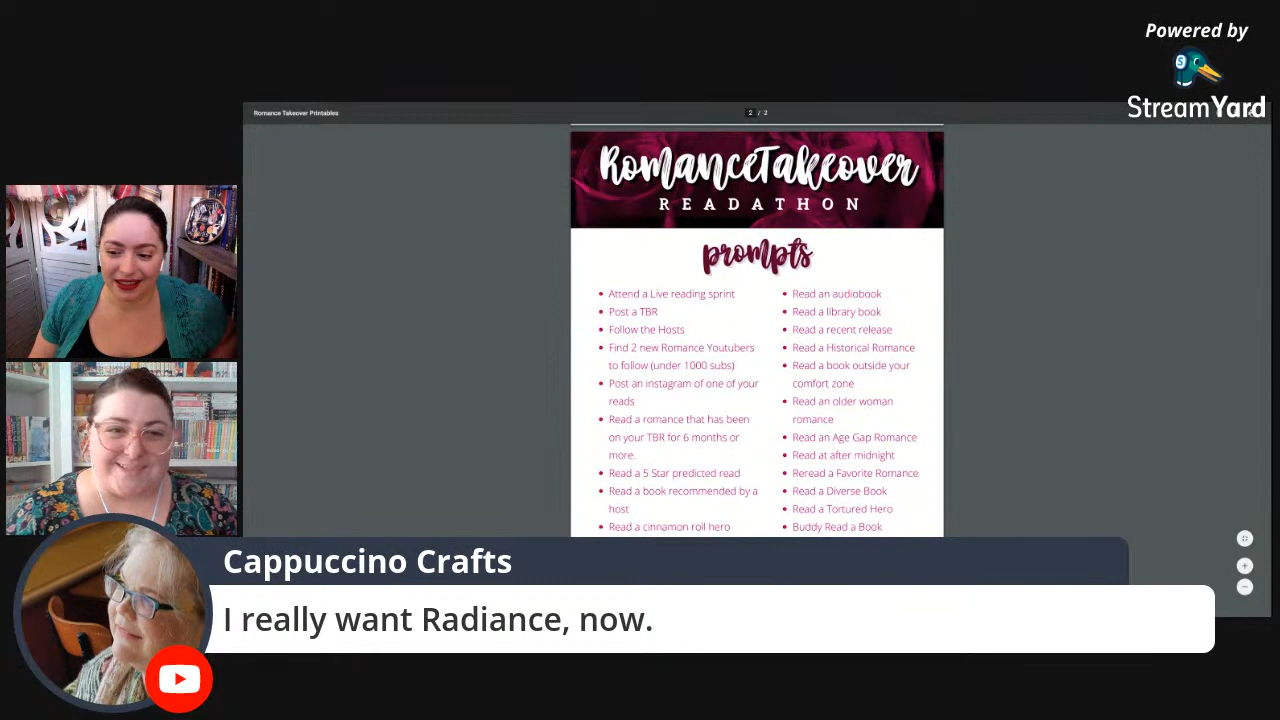 Powered by
StreamYard
Romance Takeover Printables
2 / 2
RomanceTakeover
READATHON
prompts
Attend a Live reading sprint
Post a TBR
Follow the Hosts
Find 2 new Romance Youtubers
to follow (under 1000 subs)
Post an instagram of one of your
reads
Read a romance that has been
on your TBR for 6 months or
more.
Read a 5 Star predicted read
Read a book recommended by a
host
Read a cinnamon roll hero
Read an audiobook
Read a library book
Read a recent release
Read a Historical Romance
Read a book outside your
comfort zone
Read an older woman
romance
Read an Age Gap Romance
Read at after midnight
Reread a Favorite Romance
Read a Diverse Book
Read a Tortured Hero
Buddy Read a Book
Cappuccino Crafts
I really want Radiance, now.